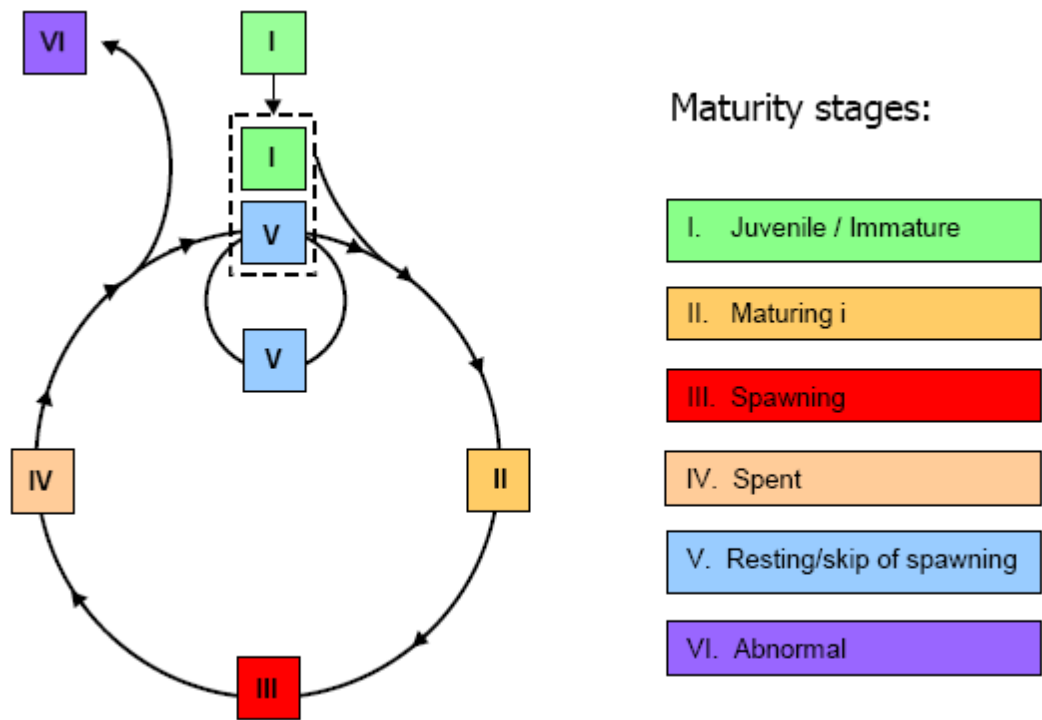 VI
I
I
V
V
IV
II
III
Maturity stages:
I. Juvenile / Immature
II. Maturing i
III. Spawning
IV. Spent
V. Resting/skip of spawning
VI. Abnormal